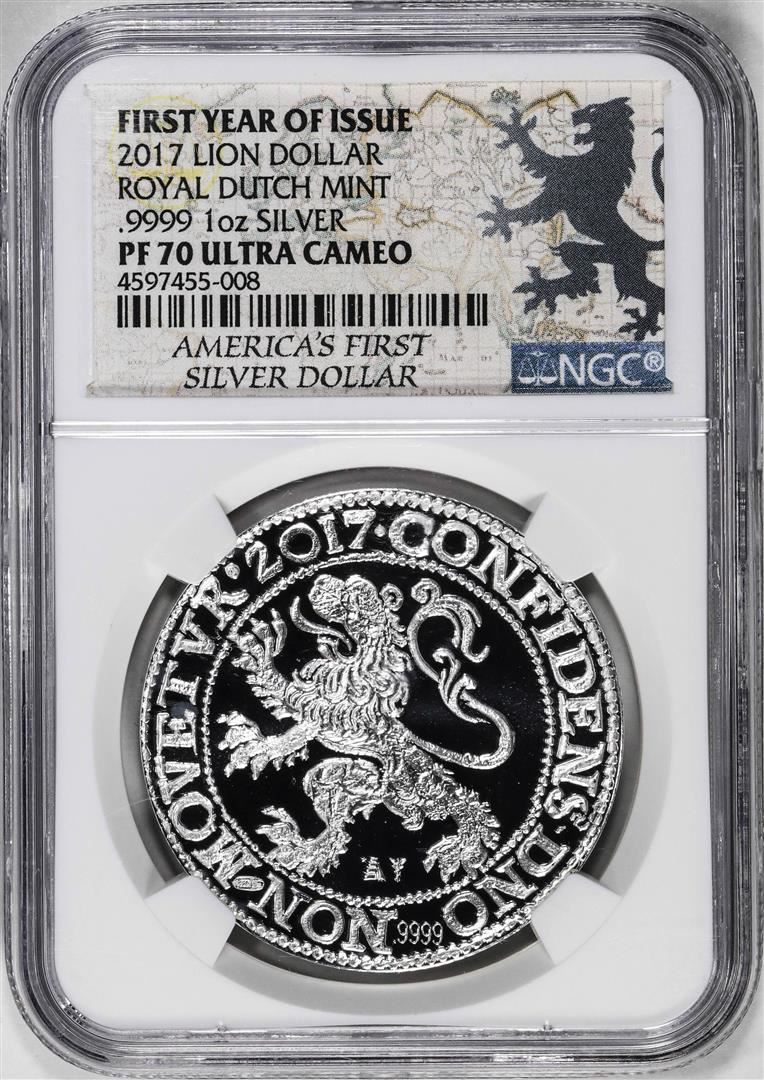 FIRST YEAR OF ISSUE
2017 LION DOLLAR
ROYAL DUTCH MINT
.9999 1oz SILVER
PF 70 ULTRA CAMEO
4597455-008
AMERICA'S FIRST
SILVER DOLLAR
NGC®
·2017·CONFIDENS·DNO
NON·MOVETVR·
.9999